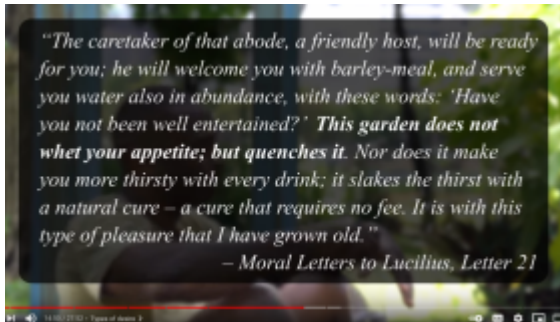 “The caretaker of that abode, a friendly host, will be ready
for you; he will welcome you with barley-meal, and serve
you water also in abundance, with these words: ‘Have
you not been well entertained?’ This garden does not
whet your appetite; but quenches it. Nor does it make
you more thirsty with every drink; it slakes the thirst with
a natural cure – a cure that requires no fee. It is with this
type of pleasure that I have grown old.”
– Moral Letters to Lucilius, Letter 21